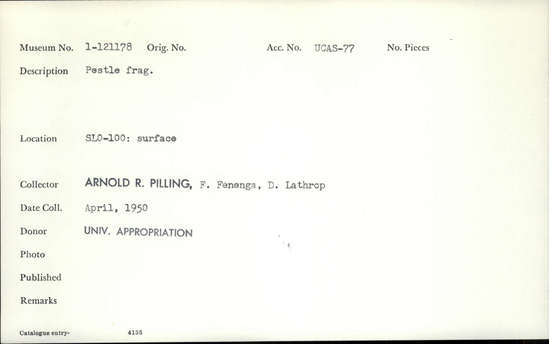 Museum No. 1-121178 Orig. No. Acc. No. UCAS-77 No. Pieces
Description Pestle frag.
Location SLO-100: surface
Collector ARNOLD R. PILLING, F. Fenenga, D. Lathrop
Date Coll. April, 1950
Donor UNIV. APPROPRIATION
Photo
Published
Remarks
Catalogue entry- 4135